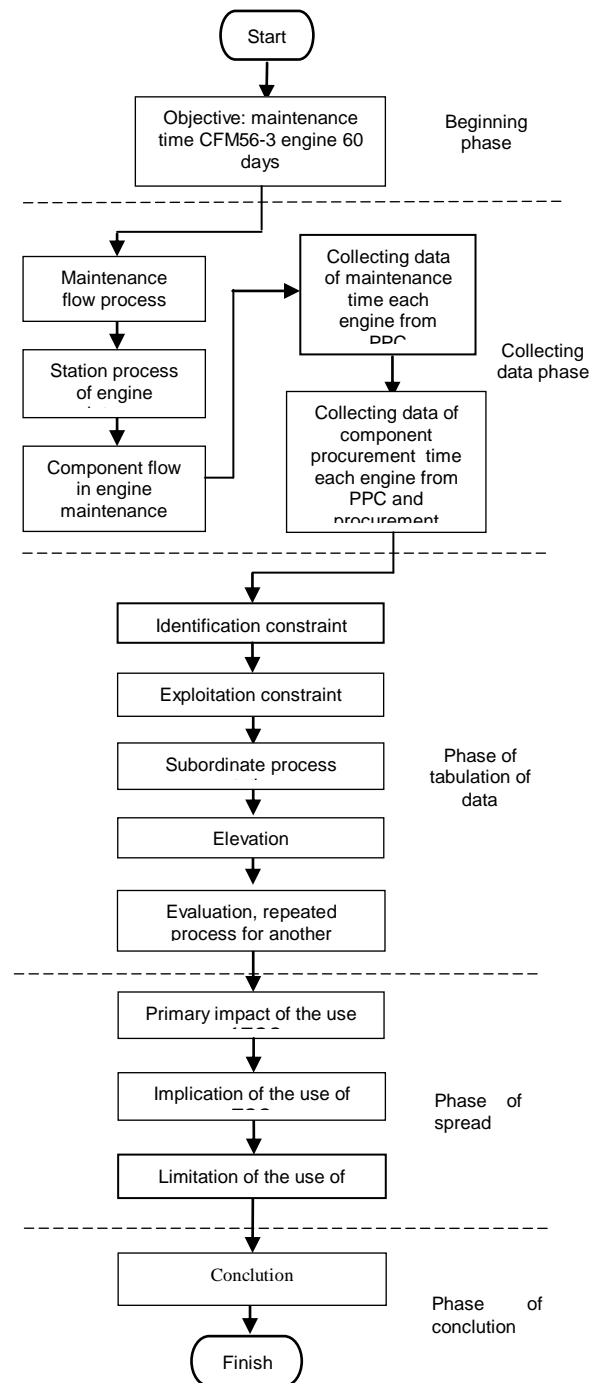 Start
Objective: maintenance
time CFM56-3 engine 60
days
Beginning
phase
Maintenance
flow process
Station process
of engine
Component flow
in engine
maintenance
Collecting data
of maintenance
time each
engine from
PPC
Collecting data of
component
procurement time
each engine from
PPC and
procurement
Collecting
data phase
Identification constraint
Exploitation constraint
Subordinate process
Elevation
Evaluation, repeated
process for another
Phase of
tabulation of
data
Primary impact of the use
Implication of the use of
Limitation of the use of
Phase of
spread
Conclution
Phase of
conclution
Finish